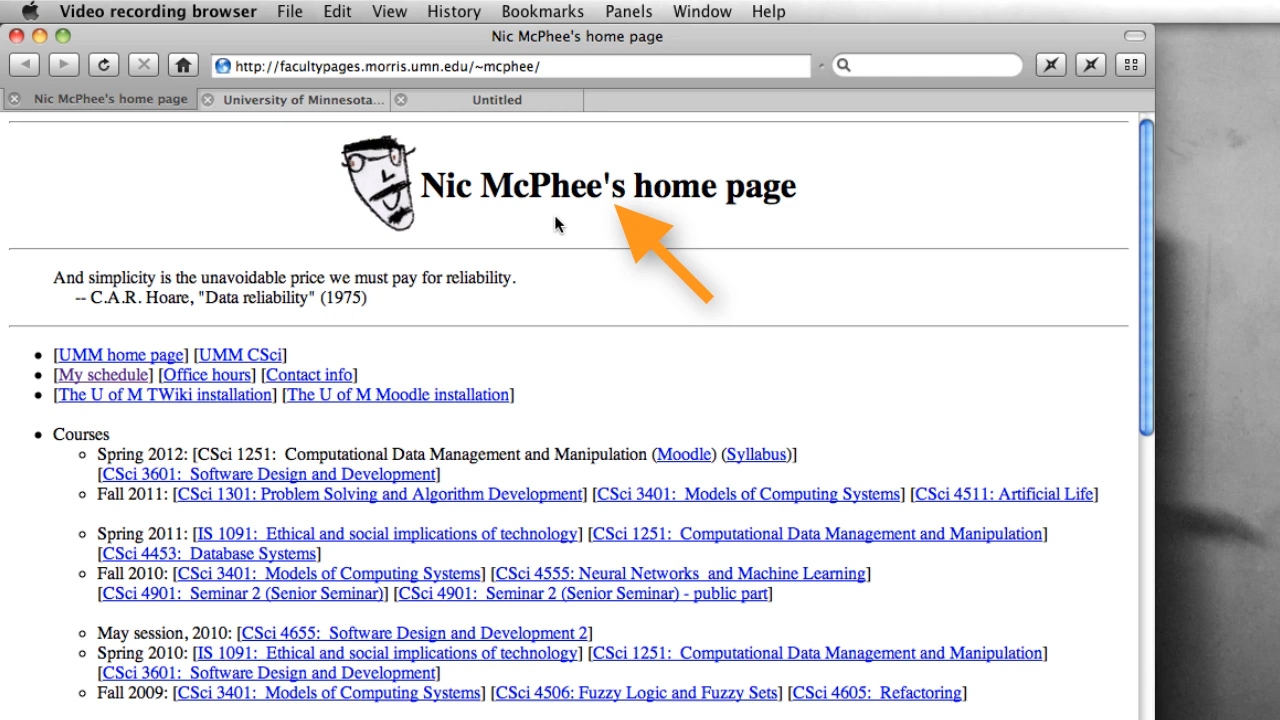 Video recording browser File Edit View History Bookmarks Panels Window Help
Nic McPhee's home page
http://facultypages.morris.umn.edu/~mcphee/
Nic McPhee's home page University of Minnesota... Untitled
Nic McPhee's home page
And simplicity is the unavoidable price we must pay for reliability.
-- C.A.R. Hoare, "Data reliability" (1975)
[UMM home page] [UMM CSci]
[My schedule] [Office hours] [Contact info]
[The U of M TWiki installation] [The U of M Moodle installation]
Courses
Spring 2012: [CSci 1251: Computational Data Management and Manipulation (Moodle) (Syllabus)]
[CSci 3601: Software Design and Development]
Fall 2011: [CSci 1301: Problem Solving and Algorithm Development] [CSci 3401: Models of Computing Systems] [CSci 4511: Artificial Life]
Spring 2011: [IS 1091: Ethical and social implications of technology] [CSci 1251: Computational Data Management and Manipulation]
[CSci 4453: Database Systems]
Fall 2010: [CSci 3401: Models of Computing Systems] [CSci 4555: Neural Networks and Machine Learning]
[CSci 4901: Seminar 2 (Senior Seminar)] [CSci 4901: Seminar 2 (Senior Seminar) - public part]
May session, 2010: [CSci 4655: Software Design and Development 2]
Spring 2010: [IS 1091: Ethical and social implications of technology] [CSci 1251: Computational Data Management and Manipulation]
[CSci 3601: Software Design and Development]
Fall 2009: [CSci 3401: Models of Computing Systems] [CSci 4506: Fuzzy Logic and Fuzzy Sets] [CSci 4605: Refactoring]